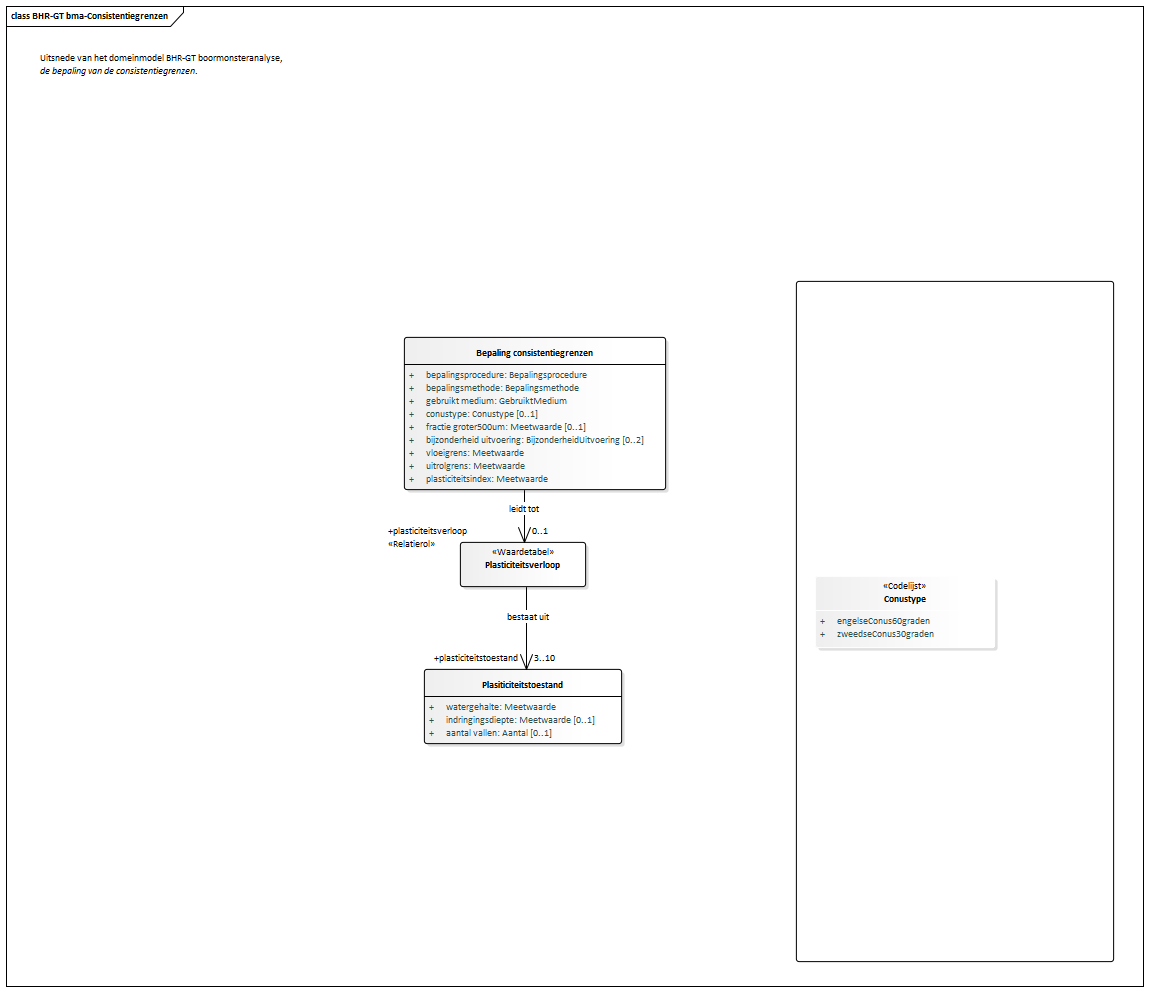 class BHR-GT bma-Consistentiegrenzen
Uitsnede van het domeinmodel BHR-GT boormonsteranalyse,
de bepaling van de consistentiegrenzen.
Bepaling consistentiegrenzen
+ bepalingsprocedure: Bepalingsprocedure
+ bepalingsmethode: Bepalingsmethode
+ gebruikt medium: GebruiktMedium
+ conustype: Conustype [0..1]
+ fractie groter500um: Meetwaarde [0..1]
+ bijzonderheid uitvoering: BijzonderheidUitvoering [0..2]
+ vloeigrens: Meetwaarde
+ uitrolgrens: Meetwaarde
+ plasticiteitsindex: Meetwaarde
leidt tot
+plasticiteitsverloop 0..1
«Relatierol»
«Waardetabel»
Plasticiteitsverloop
bestaat uit
+plasticiteitstoestand 3..10
Plasiticiteitstoestand
+ watergehalte: Meetwaarde
+ indringingsdiepte: Meetwaarde [0..1]
+ aantal vallen: Aantal [0..1]
«Codelijst»
Conustype
+ engelseConus60graden
+ zweedseConus30graden